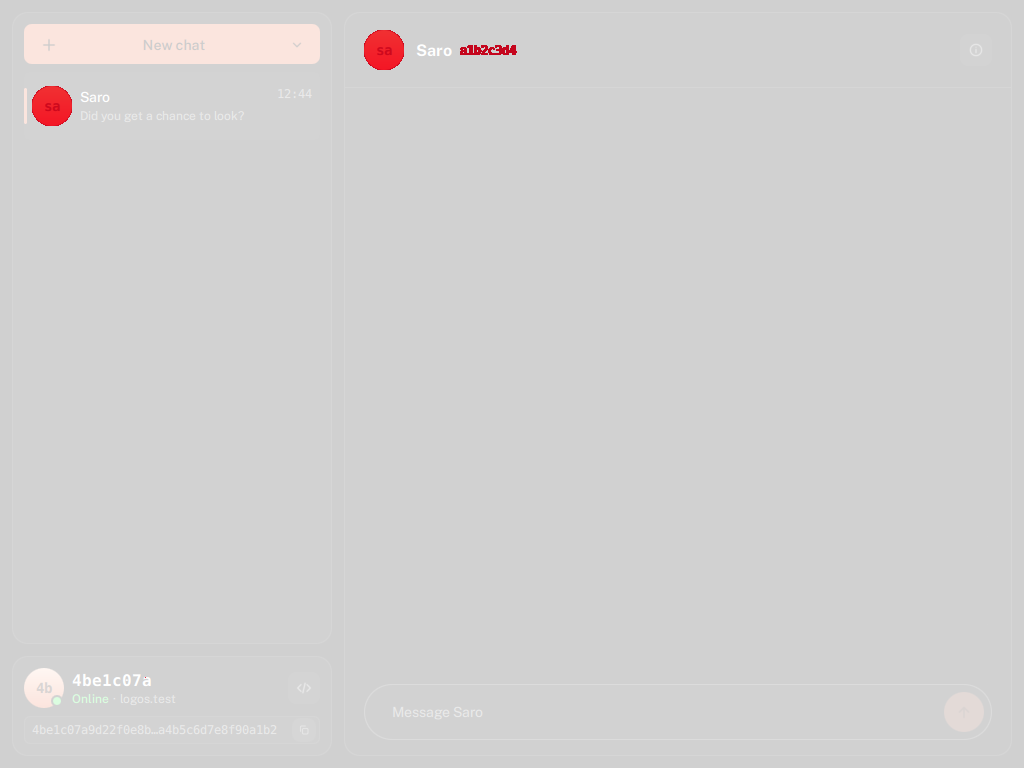 New chat
sa
Saro
12:44
Did you get a chance to look?
sa
Saro a1b2c3d4
4b
4be1c07a
Online · logos.test
4be1c07a9d22f0e8b…a4b5c6d7e8f90a1b2
Message Saro